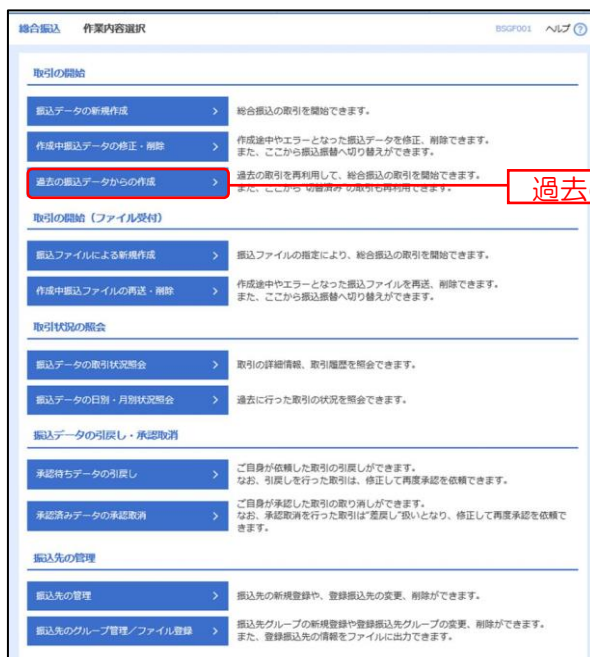 総合振込 作業内容選択 BSGF001 ヘルプ ?
取引の開始
振込データの新規作成 総合振込の取引を開始できます。
作成中振込データの修正・削除 作成途中やエラーとなった振込データを修正、削除できます。
また、ここから振込振替へ切り替えができます。
過去の振込データからの作成 過去の取引を再利用して、総合振込の取引を開始できます。
また、ここから"切替済み"の取引も再利用できます。
過去
取引の開始（ファイル受付）
振込ファイルによる新規作成 振込ファイルの指定により、総合振込の取引を開始できます。
作成中振込ファイルの再送・削除 作成途中やエラーとなった振込ファイルを再送、削除できます。
また、ここから振込振替へ切り替えができます。
取引状況の照会
振込データの取引状況照会 取引の詳細情報、取引履歴を照会できます。
振込データの日別・月別状況照会 過去に行った取引の状況を照会できます。
振込データの引戻し・承認取消
承認待ちデータの引戻し ご自身が依頼した取引の引戻しができます。
なお、引戻しを行った取引は、修正して再度承認を依頼できます。
承認済みデータの承認取消 ご自身が承認した取引の取り消しができます。
なお、承認取消を行った取引は"差戻し"扱いとなり、修正して再度承認を依頼で
きます。
振込先の管理
振込先の管理 振込先の新規登録や、登録振込先の変更、削除ができます。
振込先のグループ管理／ファイル登録 振込先グループの新規登録や登録振込先グループの変更、削除ができます。
また、登録振込先の情報をファイルに出力できます。